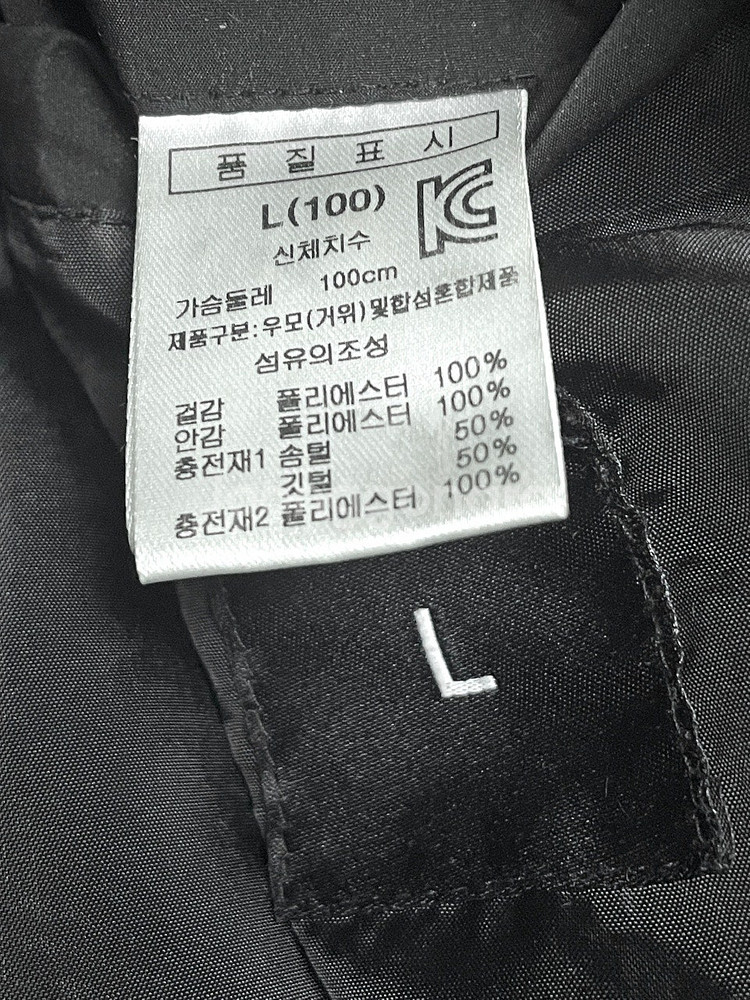 품 질 표 시
L(100)
KC
신체치수
가슴둘레 100cm
제품구분:우모(거위)및합섬혼합제품
섬유의조성
겉감 폴리에스터 100%
안감 폴리에스터 100%
충전재1 솜털 50%
깃털 50%
충전재2 폴리에스터 100%
L